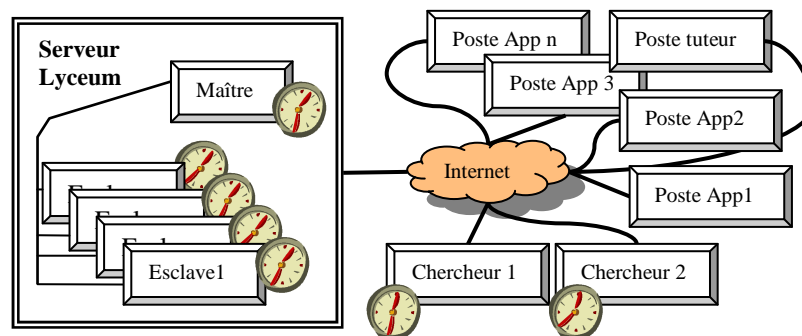 Serveur
Lyceum
Maître
Esclave1
Internet
Poste App n
Poste tuteur
Poste App 3
Poste App2
Poste App1
Chercheur 1
Chercheur 2